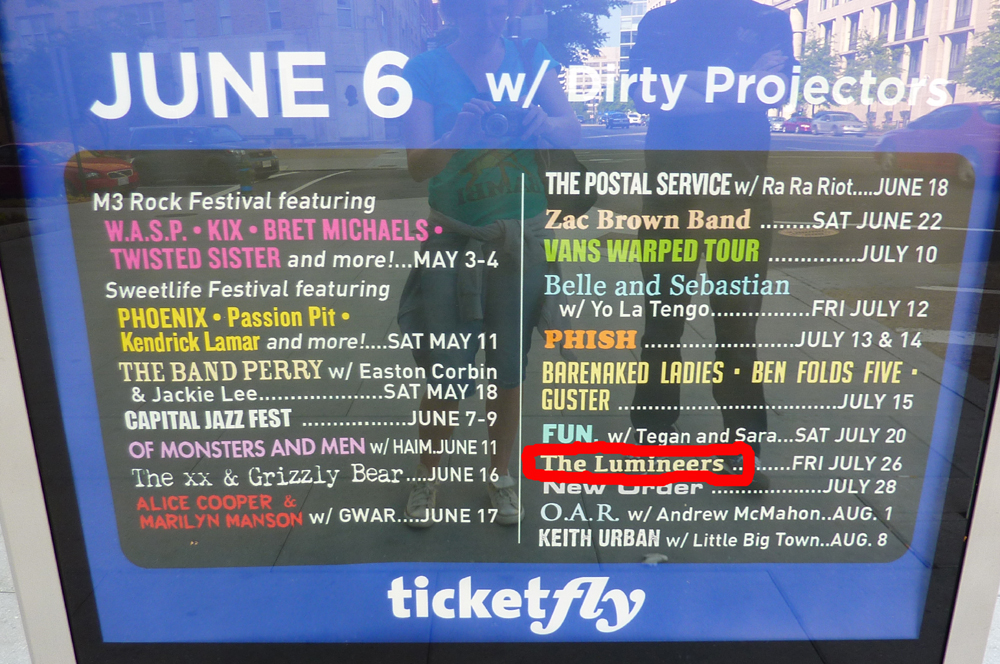 JUNE 6 w/ Dirty Projectors
M3 Rock Festival featuring
W.A.S.P. • KIX • BRET MICHAELS •
TWISTED SISTER and more!...MAY 3-4
Sweetlife Festival featuring
PHOENIX • Passion Pit •
Kendrick Lamar and more!....SAT MAY 11
THE BAND PERRY w/ Easton Corbin
& Jackie Lee......................SAT MAY 18
CAPITAL JAZZ FEST ................JUNE 7-9
OF MONSTERS AND MEN w/ HAIM.JUNE 11
The xx & Grizzly Bear....JUNE 16
ALICE COOPER &
MARILYN MANSON w/ GWAR....JUNE 17
THE POSTAL SERVICE w/ Ra Ra Riot....JUNE 18
Zac Brown Band ........SAT JUNE 22
VANS WARPED TOUR ..............JULY 10
Belle and Sebastian
w/ Yo La Tengo...............FRI JULY 12
PHISH ......................JULY 13 & 14
BARENAKED LADIES • BEN FOLDS FIVE •
GUSTER ................................JULY 15
FUN. w/ Tegan and Sara...SAT JULY 20
The Lumineers ........FRI JULY 26
New Order ...................JULY 28
O.A.R. w/ Andrew McMahon..AUG. 1
KEITH URBAN w/ Little Big Town..AUG. 8
ticketfly